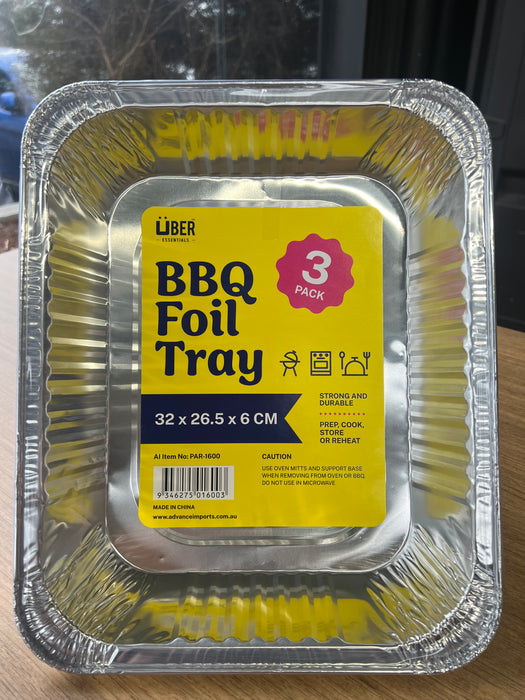 ÜBER
ESSENTIALS
3
PACK
BBQ
Foil
Tray
32 x 26.5 x 6 CM
STRONG AND
DURABLE
PREP, COOK,
STORE
OR REHEAT
AI Item No: PAR-1600
9 346275 016003
MADE IN CHINA
www.advanceimports.com.au
CAUTION
USE OVEN MITTS AND SUPPORT BASE
WHEN REMOVING FROM OVEN OR BBQ.
DO NOT USE IN MICROWAVE